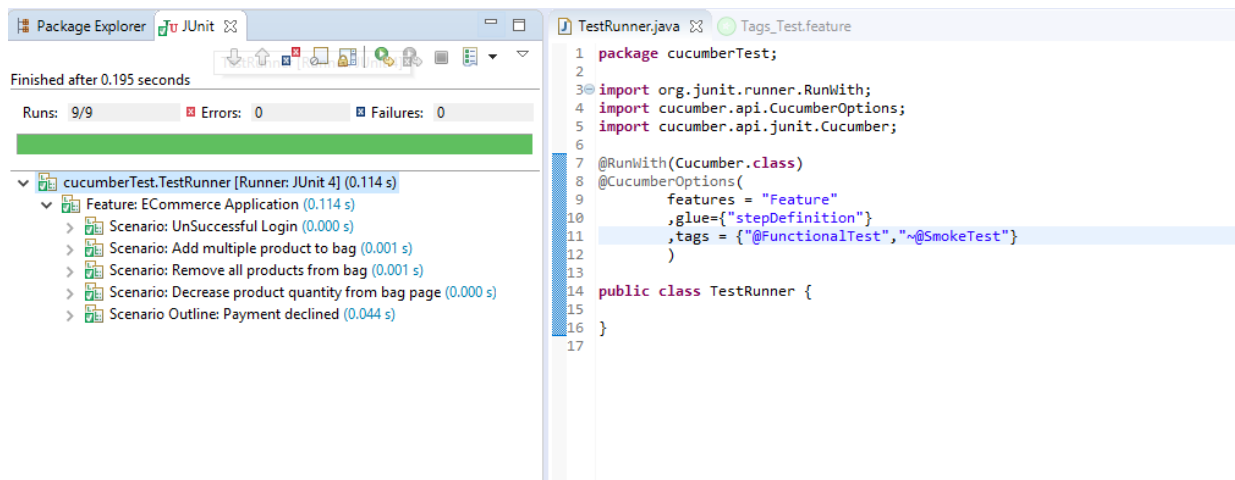 Package Explorer JUnit
Finished after 0.195 seconds
Runs: 9/9 Errors: 0 Failures: 0
cucumberTest.TestRunner [Runner: JUnit 4] (0.114 s)
Feature: ECommerce Application (0.114 s)
Scenario: UnSuccessful Login (0.000 s)
Scenario: Add multiple product to bag (0.001 s)
Scenario: Remove all products from bag (0.001 s)
Scenario: Decrease product quantity from bag page (0.000 s)
Scenario Outline: Payment declined (0.044 s)
TestRunner.java Tags_Test.feature
1 package cucumberTest;
2
3 import org.junit.runner.RunWith;
4 import cucumber.api.CucumberOptions;
5 import cucumber.api.junit.Cucumber;
6
7 @RunWith(Cucumber.class)
8 @CucumberOptions(
9 features = "Feature"
10 ,glue={"stepDefinition"}
11 ,tags = {"@FunctionalTest","~@SmokeTest"}
12 )
13
14 public class TestRunner {
15
16 }
17